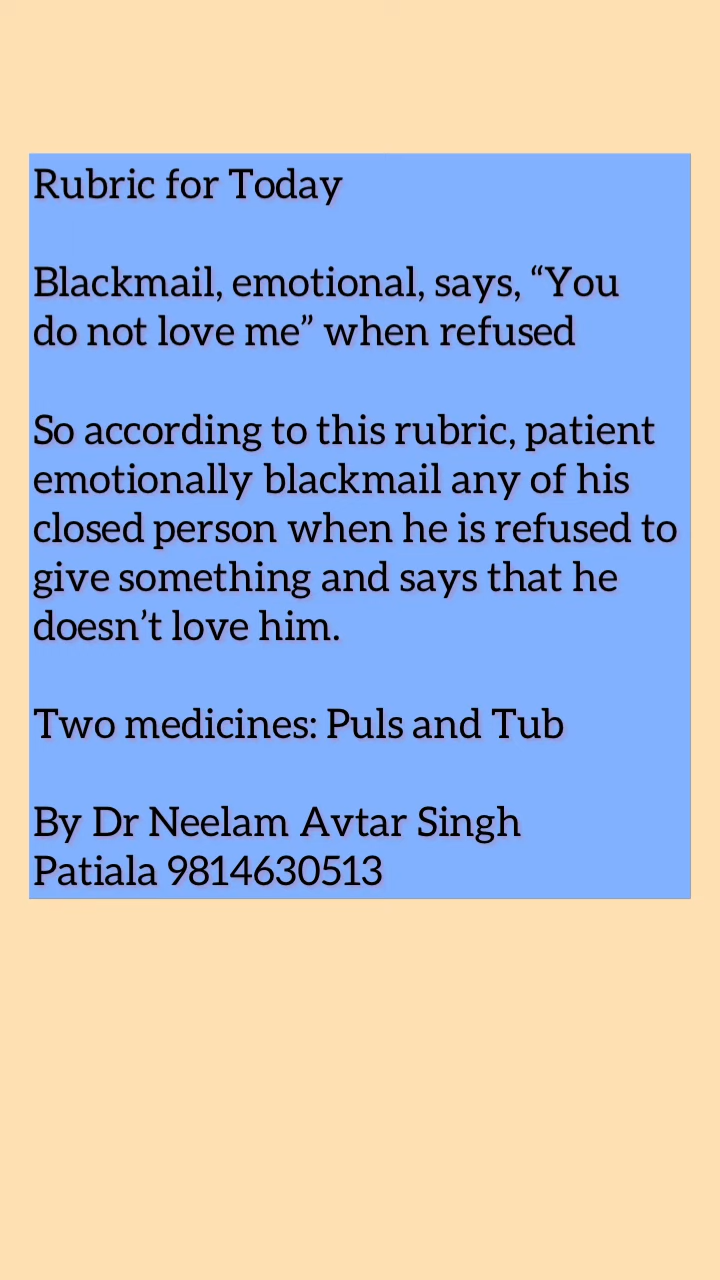 Rubric for Today
Blackmail, emotional, says, “You
do not love me” when refused
So according to this rubric, patient
emotionally blackmail any of his
closed person when he is refused to
give something and says that he
doesn’t love him.
Two medicines: Puls and Tub
By Dr Neelam Avtar Singh
Patiala 9814630513